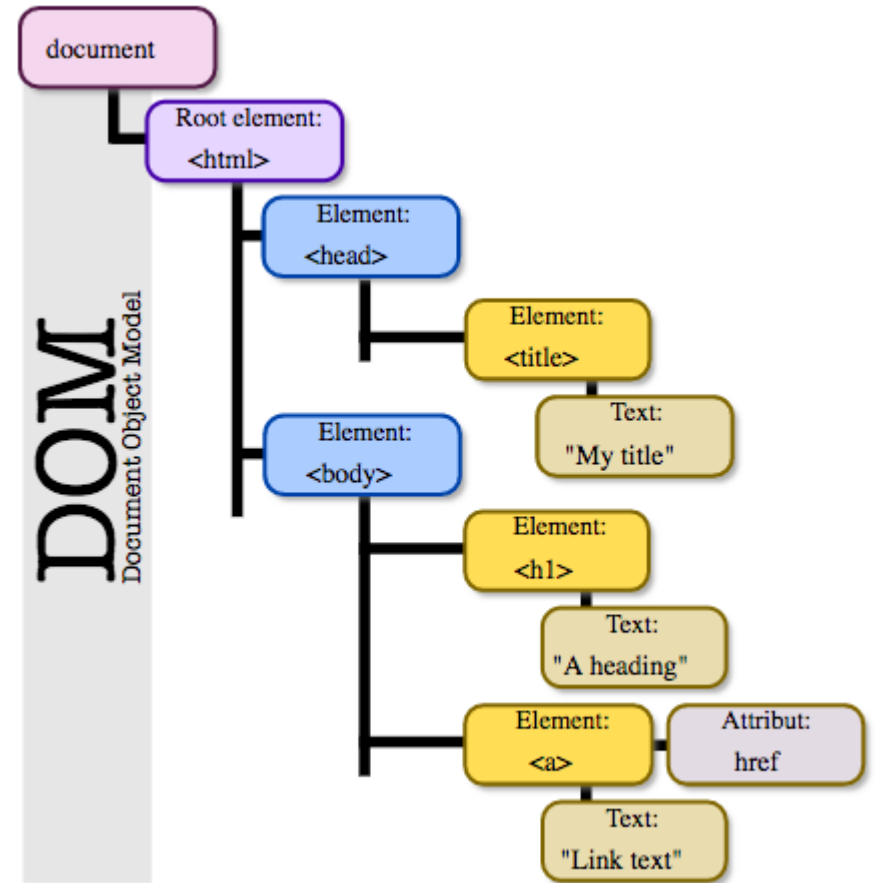 document
Root element:
<html>
Element:
<head>
Element:
<title>
Text:
"My title"
Element:
<body>
Element:
<h1>
Text:
"A heading"
Element:
<a>
Attribut:
href
Text:
"Link text"
DOM
Document Object Model